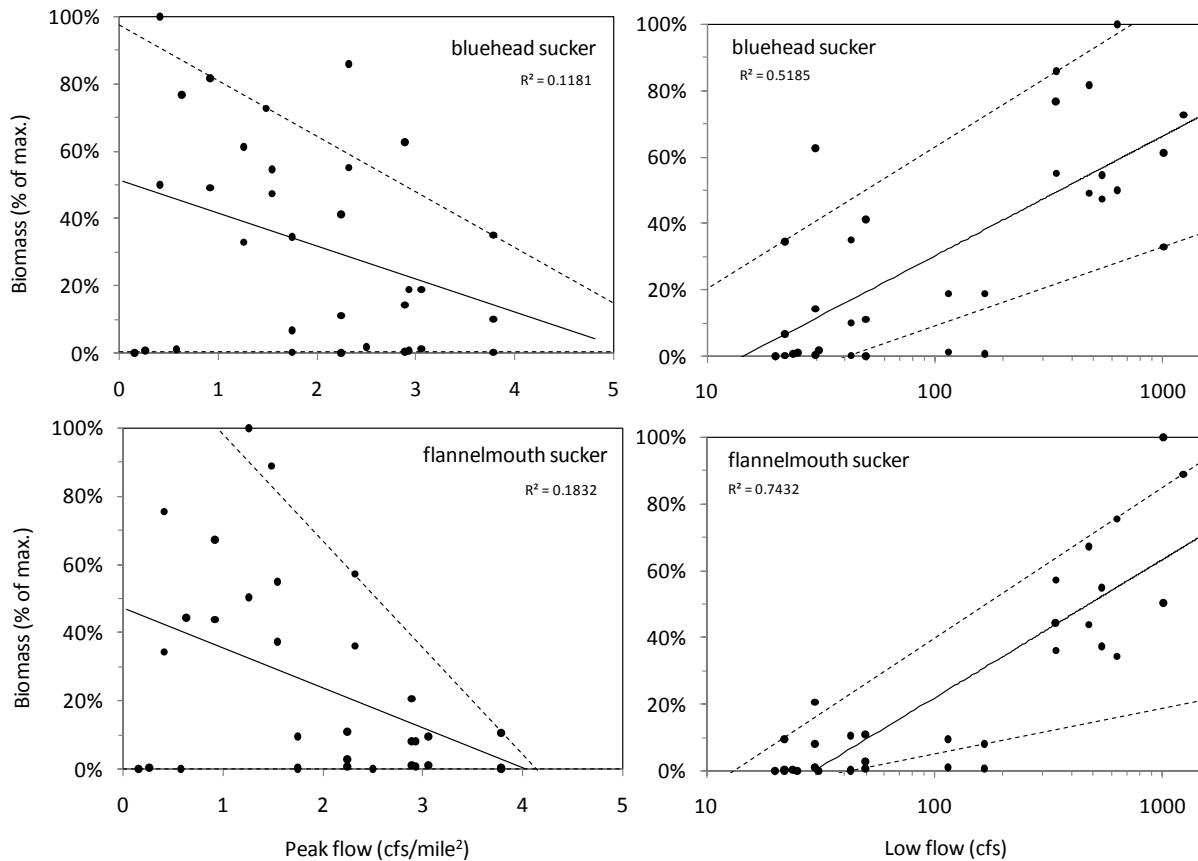 100%
80%
60%
40%
20%
0%
Biomass (% of max.)
bluehead sucker
R² = 0.1181
0 1 2 3 4 5
100%
80%
60%
40%
20%
0%
bluehead sucker
R² = 0.5185
10 100 1000
100%
80%
60%
40%
20%
0%
Biomass (% of max.)
flannelmouth sucker
R² = 0.1832
0 1 2 3 4 5
Peak flow (cfs/mile²)
100%
80%
60%
40%
20%
0%
flannelmouth sucker
R² = 0.7432
10 100 1000
Low flow (cfs)